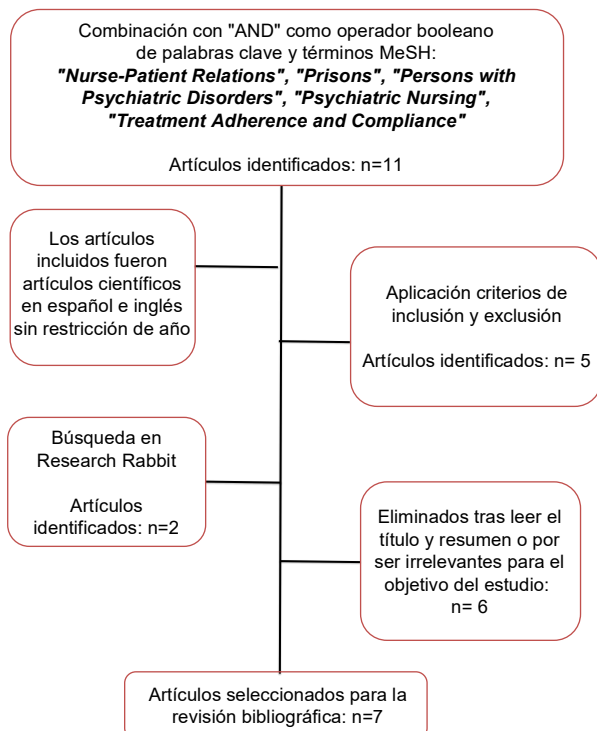 Combinación con "AND" como operador booleano
de palabras clave y términos MeSH:
"Nurse-Patient Relations", "Prisons", "Persons with
Psychiatric Disorders", "Psychiatric Nursing",
"Treatment Adherence and Compliance"
Artículos identificados: n=11
Los artículos
incluidos fueron
artículos científicos
en español e inglés
sin restricción de año
Aplicación criterios de
inclusión y exclusión
Artículos identificados: n= 5
Búsqueda en
Research Rabbit
Artículos
identificados: n=2
Eliminados tras leer el
título y resumen o por
ser irrelevantes para el
objetivo del estudio:
n= 6
Artículos seleccionados para la
revisión bibliográfica: n=7